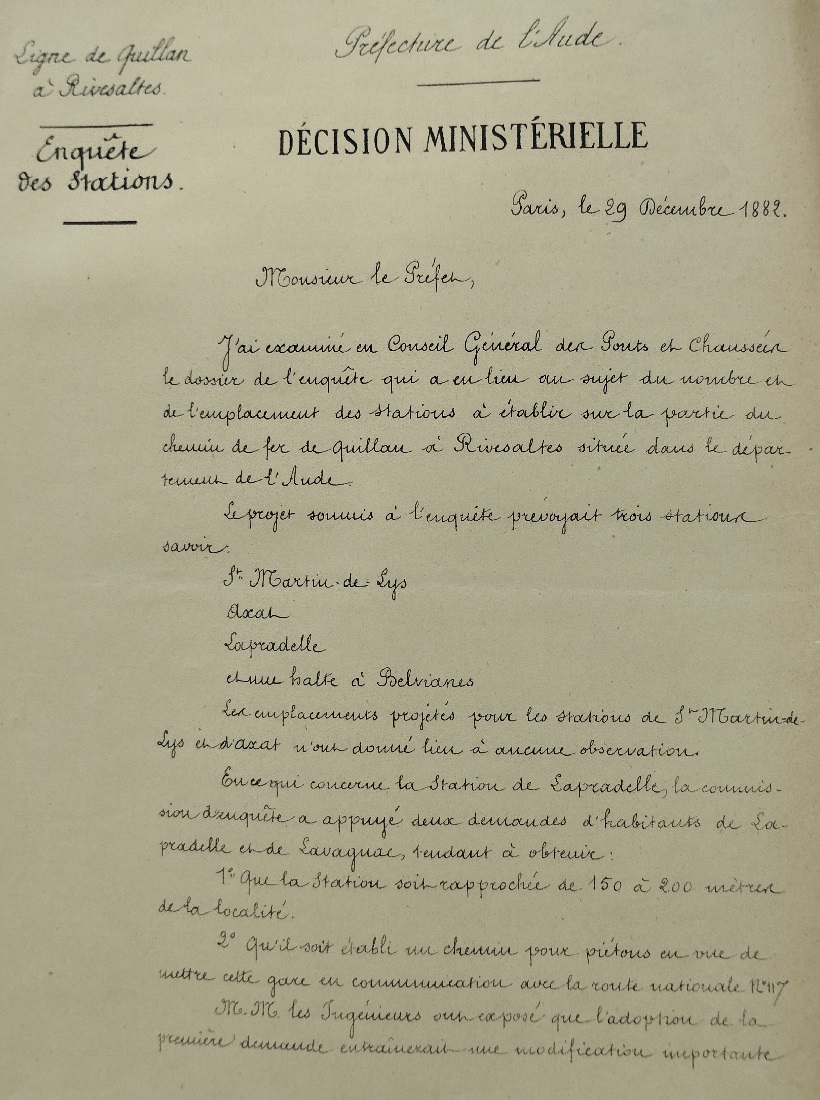 Ligne de Quillan
à Rivesaltes.
Enquête
des Stations.
Préfecture de l'Aude.
DÉCISION MINISTÉRIELLE
Paris, le 29 Décembre 1882.
Monsieur le Préfet,
J'ai examiné en Conseil Général des Ponts et Chaussées
le dossier de l'enquête qui a eu lieu au sujet du nombre et
de l'emplacement des stations à établir sur la partie du
chemin de fer de Quillan à Rivesaltes située dans le dépar-
tement de l'Aude.
Le projet soumis à l'enquête prévoyait trois stations
savoir:
St. Martin-de-Lys
Axat
Lapradelle
et une halte à Belvianes
Les emplacements projetés pour les stations de St Martin-de-
Lys et d'axat n'ont donné lieu à aucune observation.
En ce qui concerne la Station de Lapradelle, la commis-
sion d'enquête a appuyé deux demandes d'habitants de La-
pradelle et de Lavagnac, tendant à obtenir:
1° Que la Station soit rapprochée de 150 à 200 mètres
de la localité.
2° Qu'il soit établi un chemin pour piétons en vue de
mettre cette gare en communication avec la route nationale N° 117
M.M. les Ingénieurs ont exposé que l'adoption de la
première demande entraînerait une modification importante